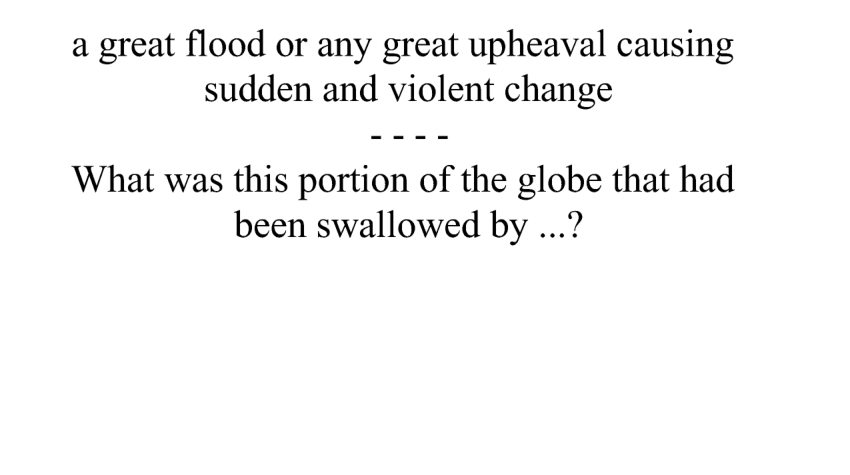 a great flood or any great upheaval causing
sudden and violent change
- - - -
What was this portion of the globe that had
been swallowed by ...?